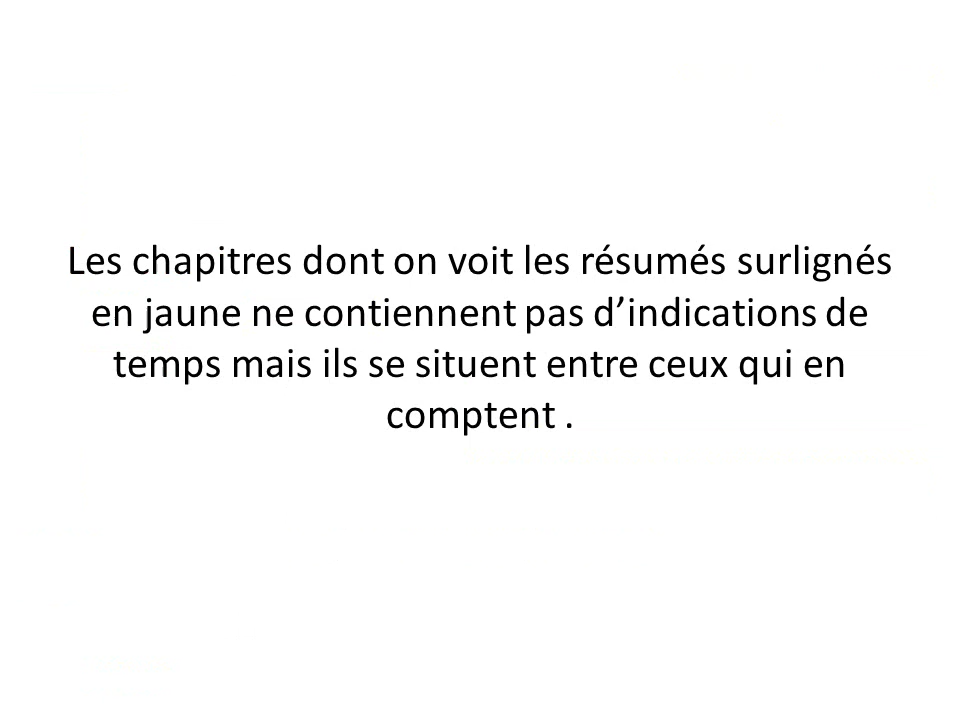 Les chapitres dont on voit les résumés surlignés
en jaune ne contiennent pas d’indications de
temps mais ils se situent entre ceux qui en
comptent .